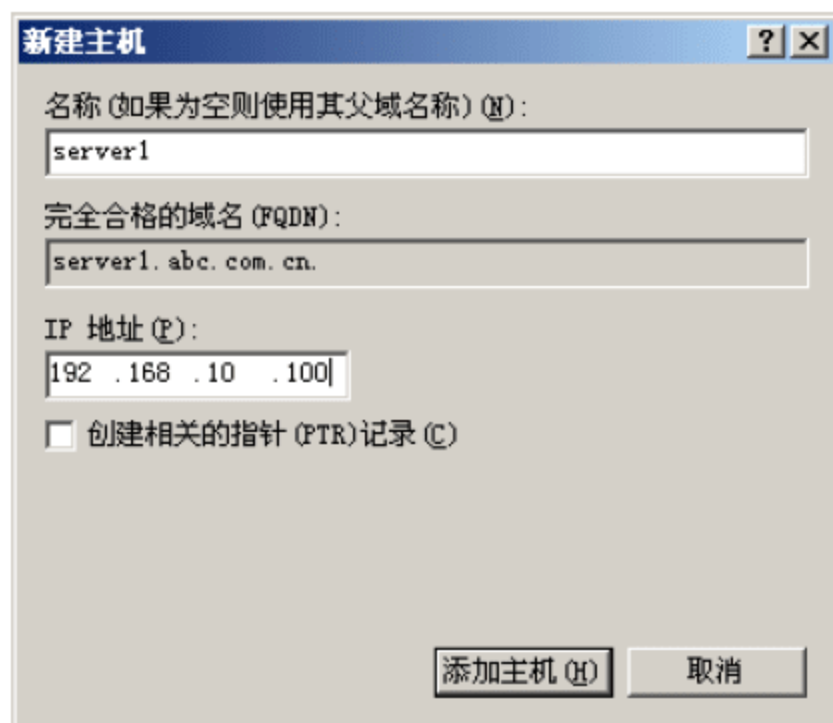 新建主机
名称(如果为空则使用其父域名称)(N):
server1
完全合格的域名(FQDN):
server1.abc.com.cn.
IP 地址(P):
192 .168 .10 .100
创建相关的指针(PTR)记录(C)
添加主机(H) 取消